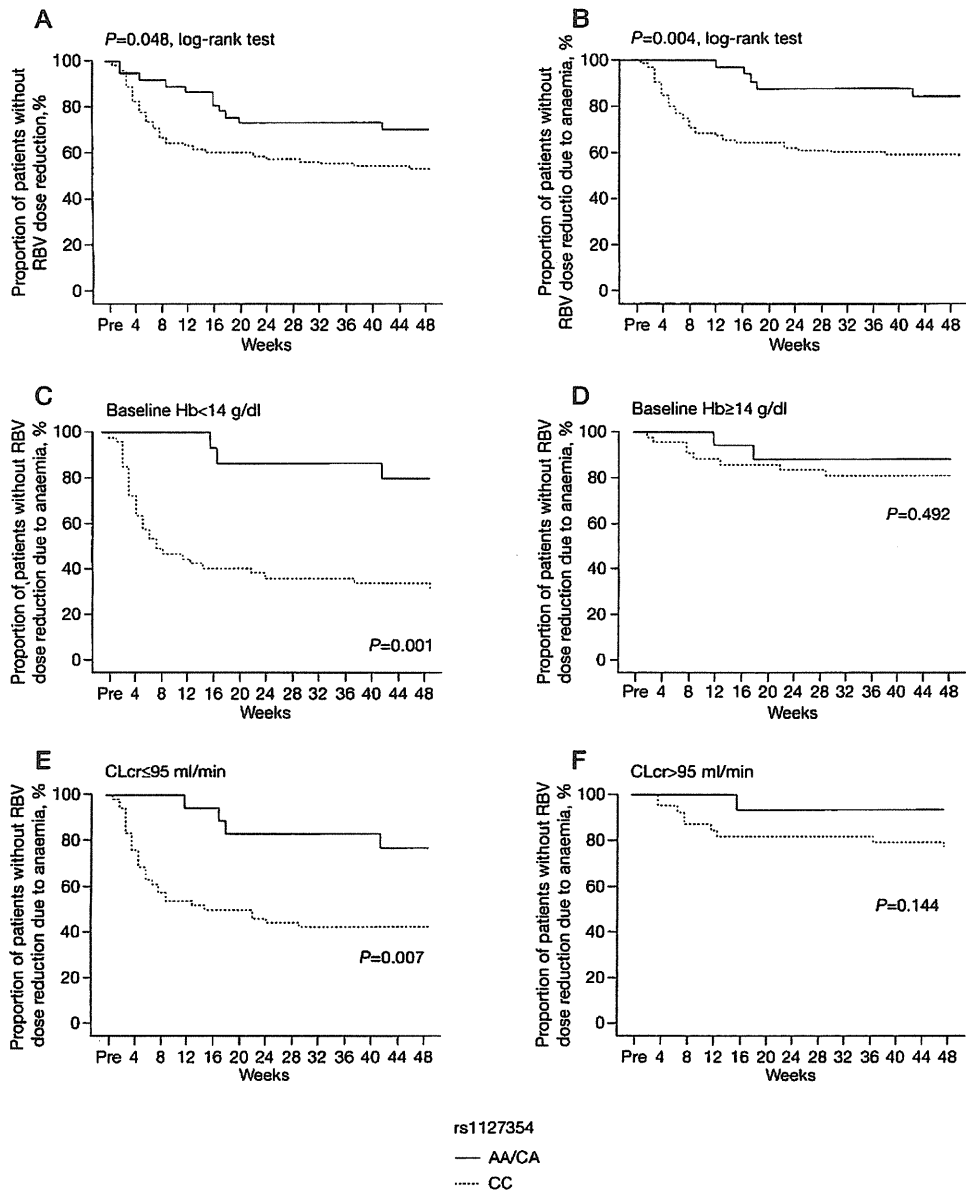 A
P=0.048, log-rank test
Proportion of patients without
RBV dose reduction,%
100
80
60
40
20
0
Pre 4 8 12 16 20 24 28 32 36 40 44 48
Weeks
B
P=0.004, log-rank test
Proportion of patients without
RBV dose reductio due to anaemia, %
100
80
60
40
20
0
Pre 4 8 12 16 20 24 28 32 36 40 44 48
Weeks
C
Baseline Hb<14 g/dl
Proportion of patients without RBV
dose reduction due to anaemia, %
100
80
60
40
20
0
P=0.001
Pre 4 8 12 16 20 24 28 32 36 40 44 48
Weeks
D
Baseline Hb≥14 g/dl
Proportion of patients without RBV
dose reduction due to anaemia, %
100
80
60
40
20
0
P=0.492
Pre 4 8 12 16 20 24 28 32 36 40 44 48
Weeks
E
CLcr≤95 ml/min
Proportion of patients without RBV
dose reduction due to anaemia, %
100
80
60
40
20
0
P=0.007
Pre 4 8 12 16 20 24 28 32 36 40 44 48
Weeks
F
CLcr>95 ml/min
Proportion of patients without RBV
dose reduction due to anaemia, %
100
80
60
40
20
0
P=0.144
Pre 4 8 12 16 20 24 28 32 36 40 44 48
Weeks
rs1127354
AA/CA
CC